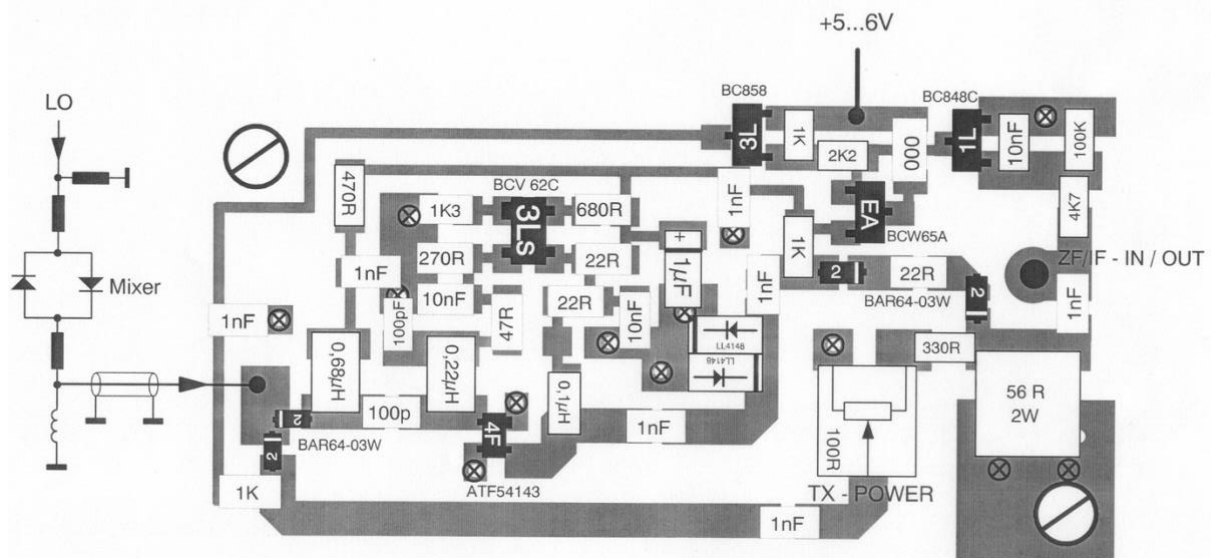 +5...6V
BC858
BC848C
LO
3L
1K
2K2
000
1L
10nF
100K
470R
BCV 62C
1K3
3LS
680R
1nF
EA
BCW65A
4K7
1K
270R
22R
1µF
+
1nF
1nF
2
22R
ZF/IF - IN / OUT
BAR64-03W
2
1nF
Mixer
10nF
100pF
47R
22R
10nF
LL4148
LL4148
1nF
0,68µH
0,22µH
0,1µH
330R
56 R
2W
100p
2
BAR64-03W
2
4F
1nF
100R
1K
ATF54143
TX - POWER
1nF